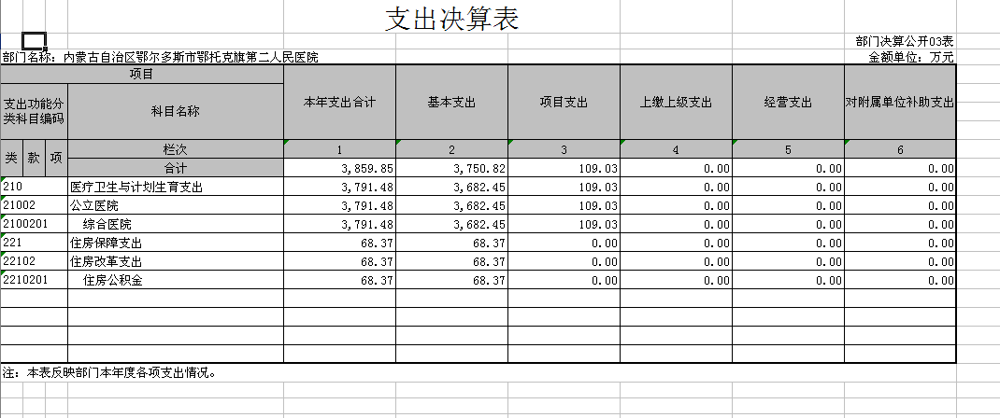 支出决算表
部门决算公开03表
部门名称：内蒙古自治区鄂尔多斯市鄂托克旗第二人民医院 金额单位：万元
项目 本年支出合计 基本支出 项目支出 上缴上级支出 经营支出 对附属单位补助支出
支出功能分类科目编码 科目名称
类 款 项 栏次 1 2 3 4 5 6
合计 3,859.85 3,750.82 109.03 0.00 0.00 0.00
210 医疗卫生与计划生育支出 3,791.48 3,682.45 109.03 0.00 0.00 0.00
21002 公立医院 3,791.48 3,682.45 109.03 0.00 0.00 0.00
2100201 综合医院 3,791.48 3,682.45 109.03 0.00 0.00 0.00
221 住房保障支出 68.37 68.37 0.00 0.00 0.00 0.00
22102 住房改革支出 68.37 68.37 0.00 0.00 0.00 0.00
2210201 住房公积金 68.37 68.37 0.00 0.00 0.00 0.00
注：本表反映部门本年度各项支出情况。